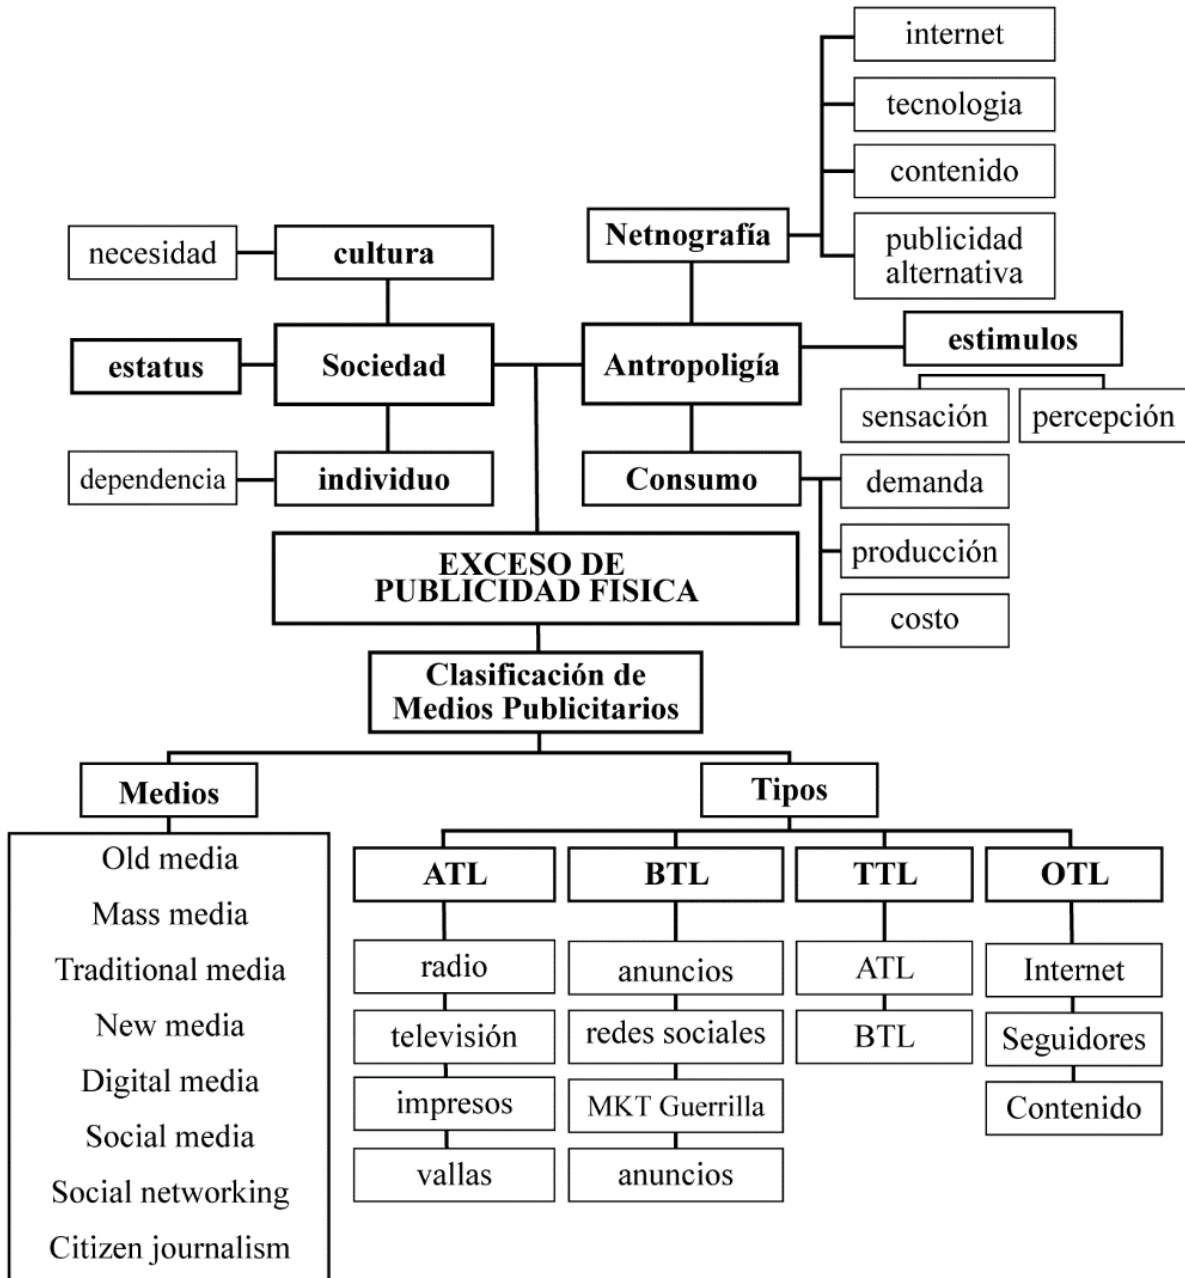 internet
tecnologia
contenido
publicidad
alternativa
Netnografía
necesidad
cultura
estatus
Sociedad
Antropoligía
estimulos
sensación
percepción
dependencia
individuo
Consumo
demanda
producción
costo
EXCESO DE
PUBLICIDAD FISICA
Clasificación de
Medios Publicitarios
Medios
Old media
Mass media
Traditional media
New media
Digital media
Social media
Social networking
Citizen journalism
Tipos
ATL
radio
televisión
impresos
vallas
BTL
anuncios
redes sociales
MKT Guerrilla
anuncios
TTL
ATL
BTL
OTL
Internet
Seguidores
Contenido